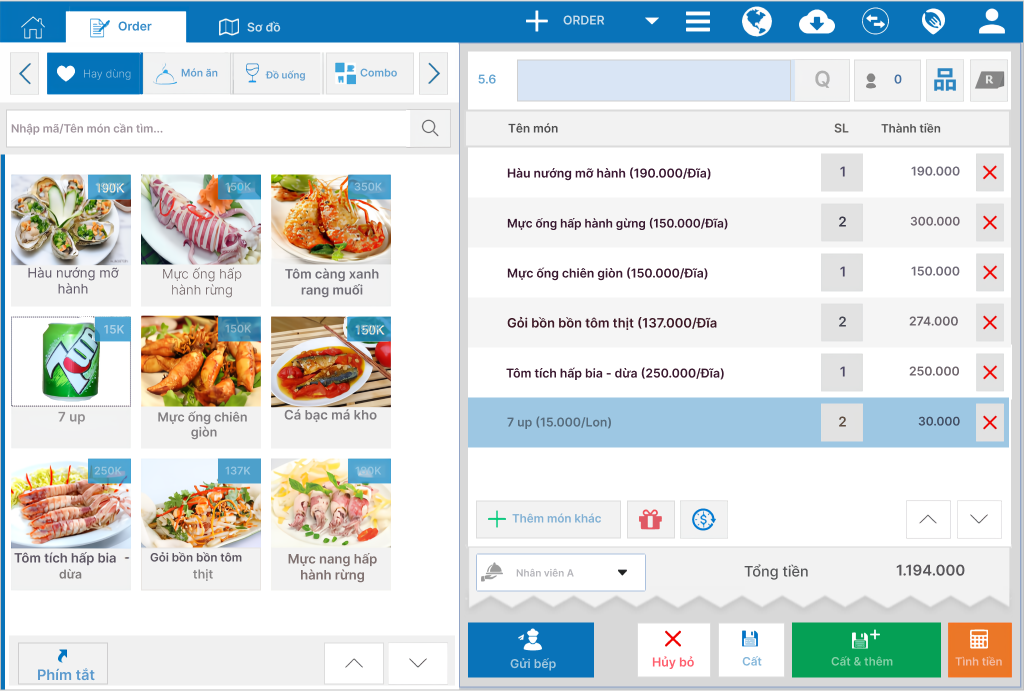 Order
Sơ đồ
ORDER
Hay dùng
Món ăn
Đồ uống
Combo
5.6
Q
0
R
Nhập mã/Tên món cần tìm...
Tên món
SL
Thành tiền
190K
Hàu nướng mỡ
hành
150K
Mực ống hấp
hành rừng
350K
Tôm càng xanh
rang muối
15K
7UP
7 up
150K
Mực ống chiên
giòn
150K
Cá bạc má kho
250K
Tôm tích hấp bia -
dừa
137K
Gỏi bồn bồn tôm
thịt
Mực nang hấp
hành rừng
Hàu nướng mỡ hành (190.000/Đĩa)
1
190.000
Mực ống hấp hành gừng (150.000/Đĩa)
2
300.000
Mực ống chiên giòn (150.000/Đĩa)
1
150.000
Gỏi bồn bồn tôm thịt (137.000/Đĩa
2
274.000
Tôm tích hấp bia - dừa (250.000/Đĩa)
1
250.000
7 up (15.000/Lon)
2
30.000
Thêm món khác
Nhân viên A
Tổng tiền
1.194.000
Phím tắt
Gửi bếp
Hủy bỏ
Cất
Cất & thêm
Tình tiền